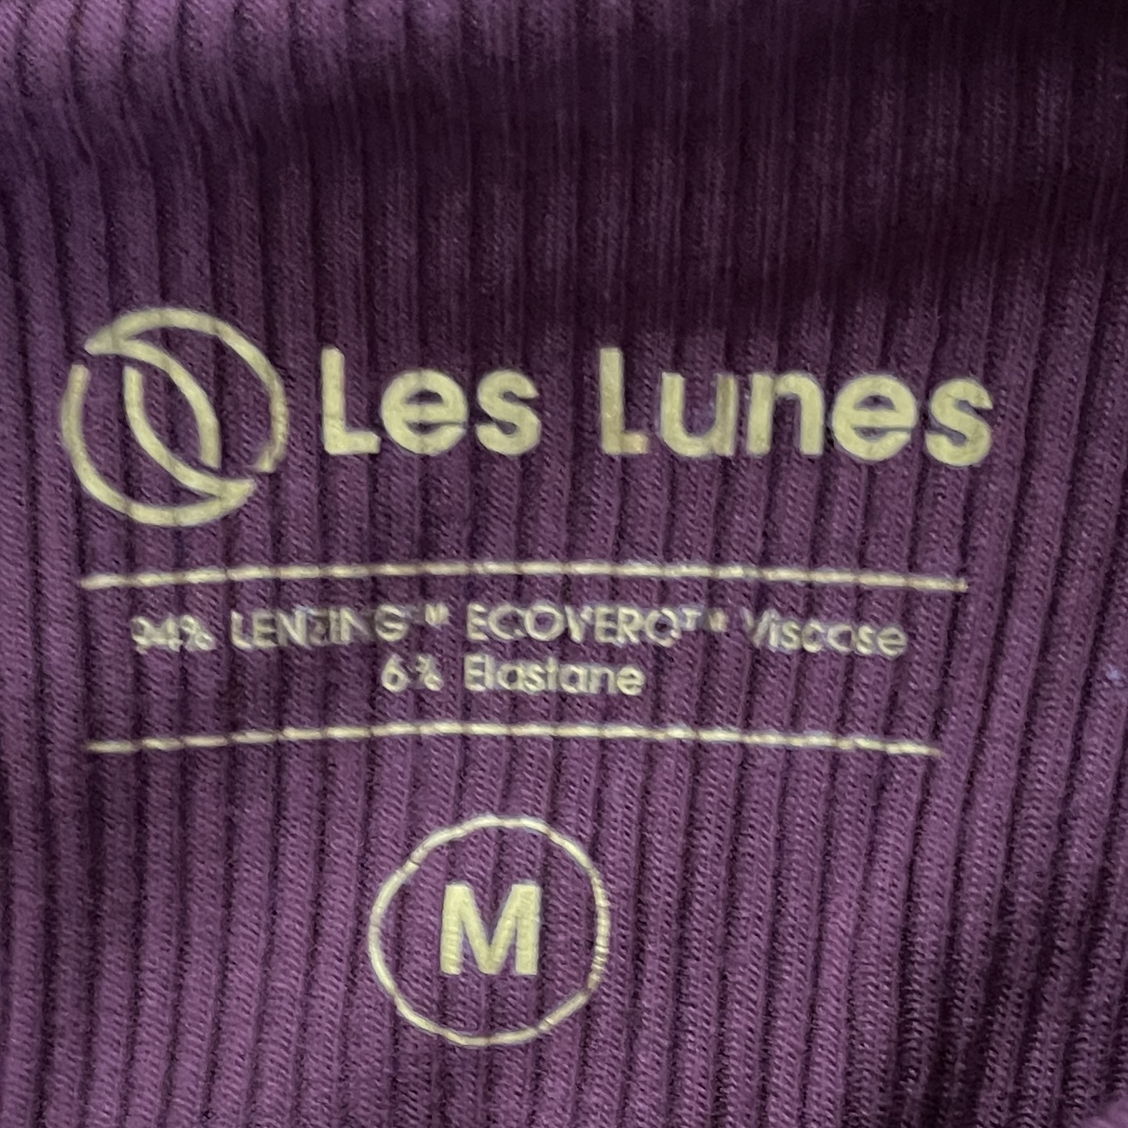 Les Lunes
94% LENZING™ ECOVERO™ Viscose
6% Elastane
M